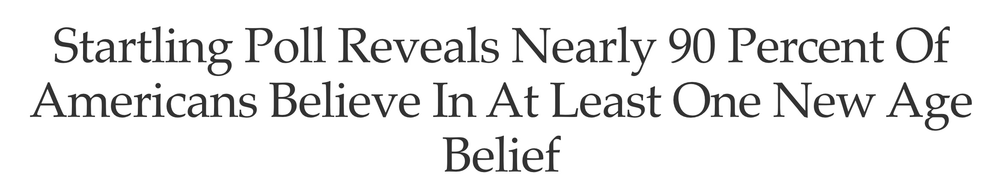 Startling Poll Reveals Nearly 90 Percent Of
Americans Believe In At Least One New Age
Belief